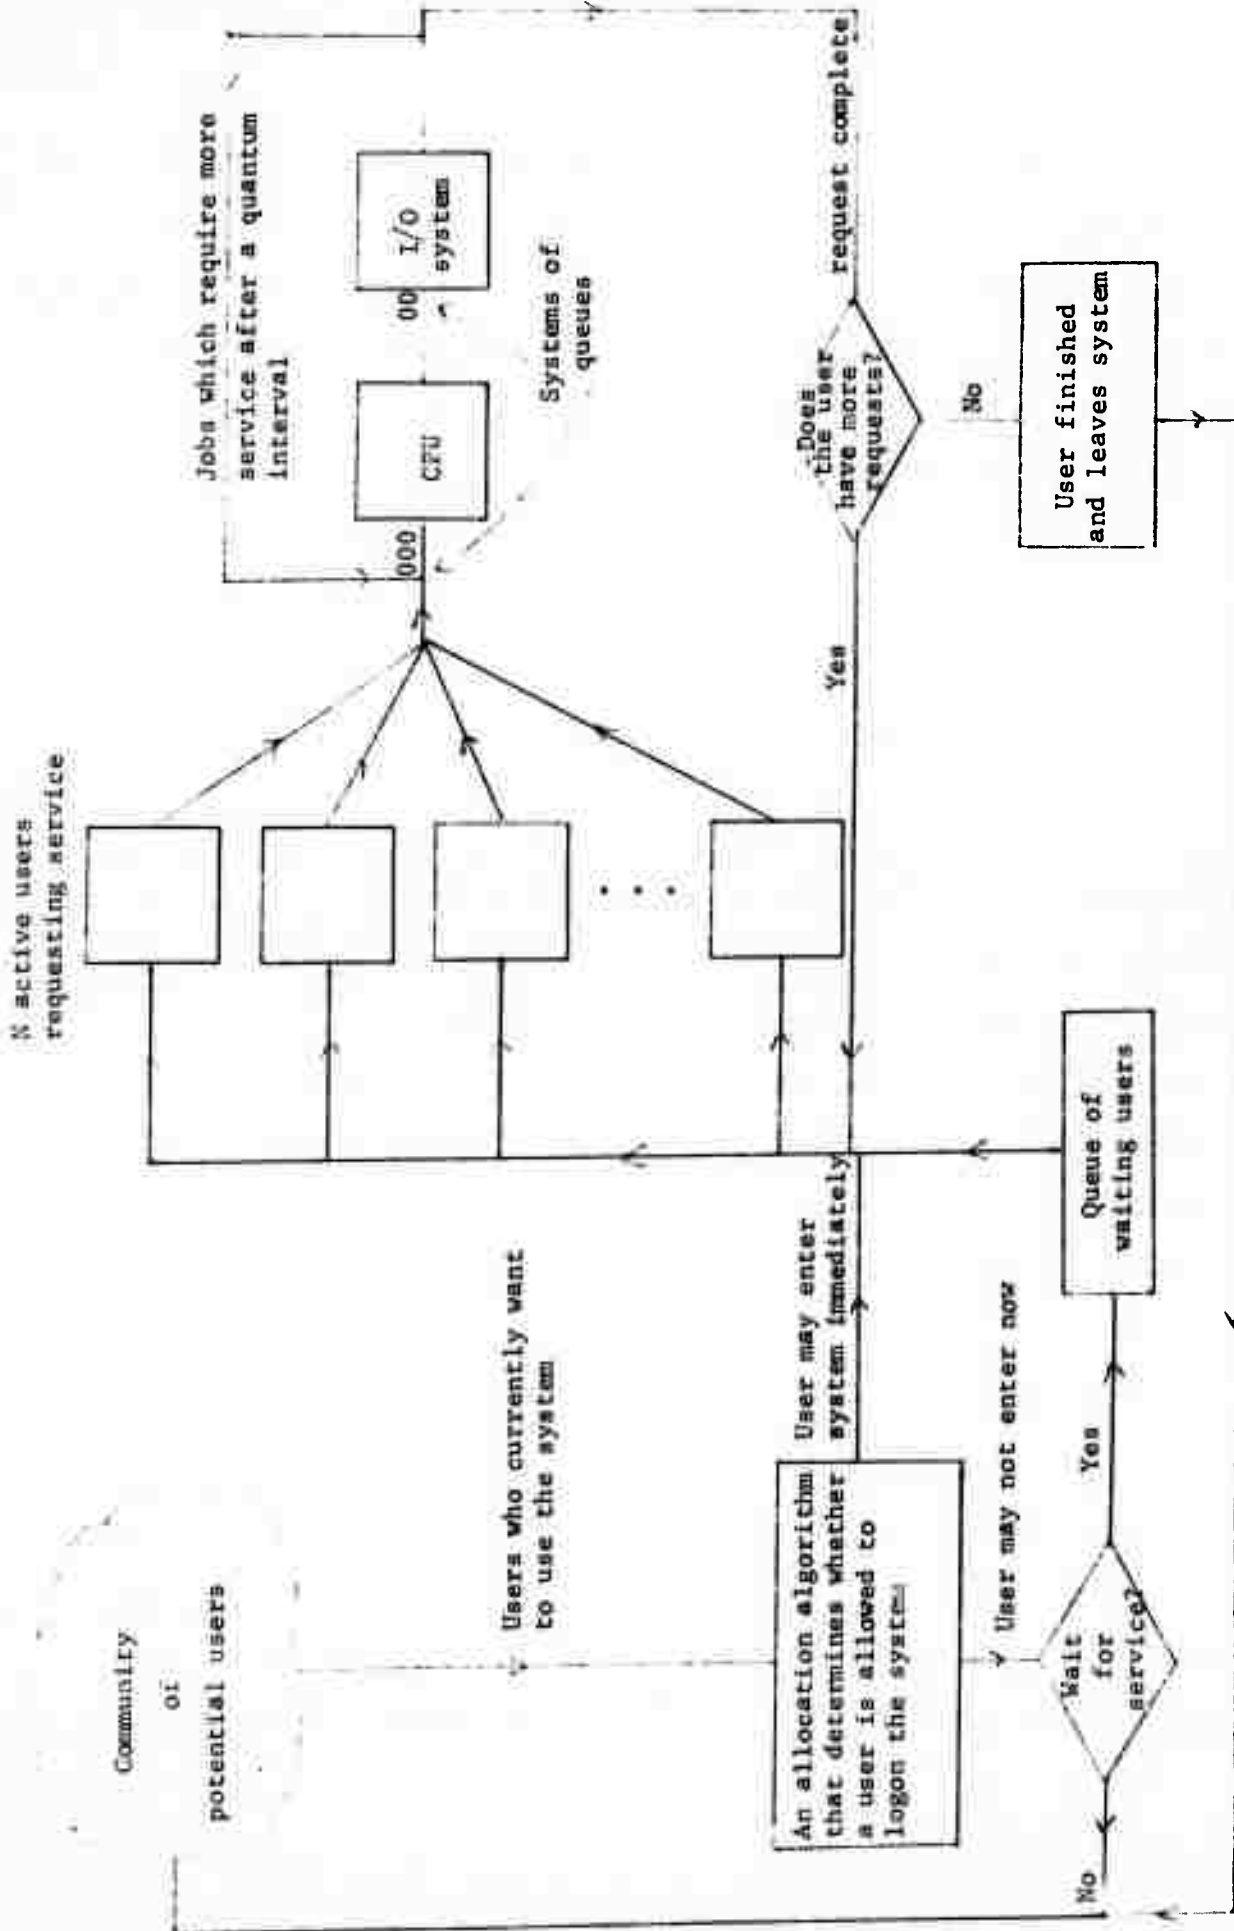 Community
of
potential users
Users who currently want
to use the system
An allocation algorithm
that determines whether
a user is allowed to
logon the system
User may enter
system immediately
User may not enter now
Wait
for
service?
No
Yes
Queue of
waiting users
N active users
requesting service
. . .
Jobs which require more
service after a quantum
interval
000
CPU
00
I/O
system
Systems of
queues
request complete
Does
the user
have more
requests?
Yes
No
User finished
and leaves system